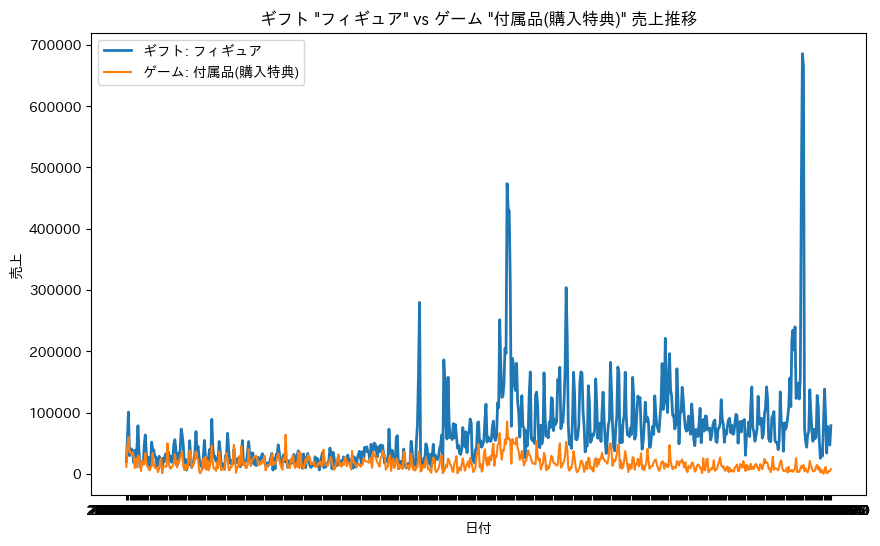 ギフト "フィギュア" vs ゲーム "付属品(購入特典)" 売上推移
ギフト: フィギュア
ゲーム: 付属品(購入特典)
700000
600000
500000
400000
300000
200000
100000
0
売上
日付